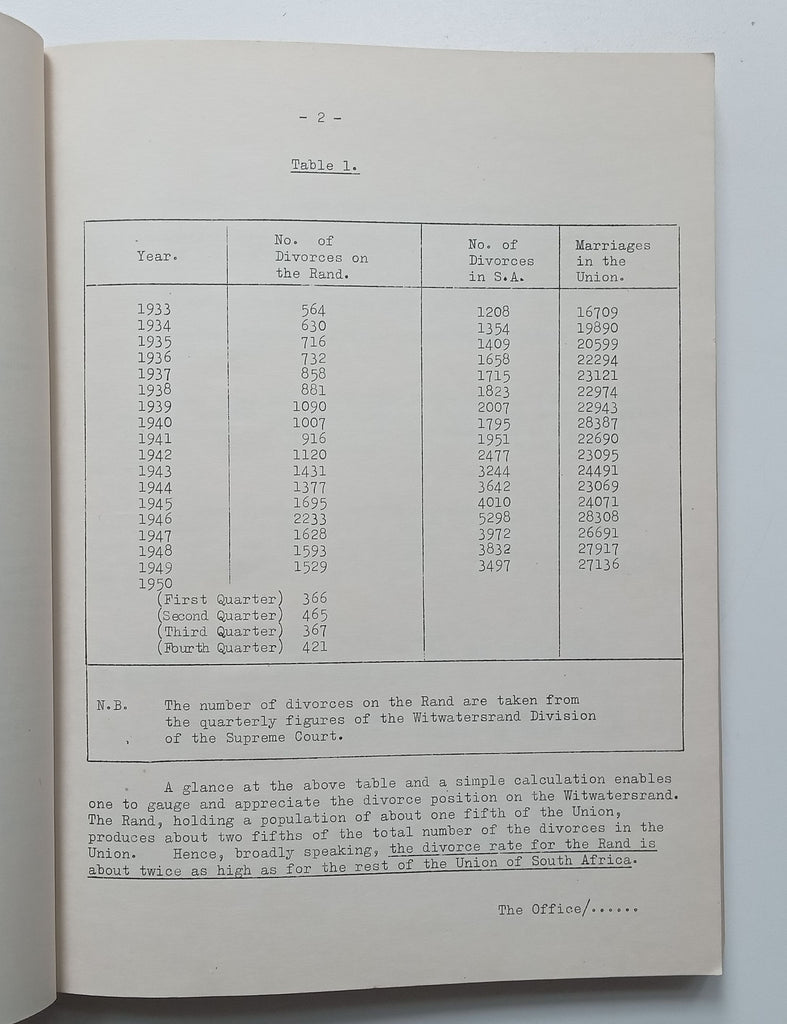 - 2 -
Table 1.
Year. No. of Divorces on the Rand. No. of Divorces in S.A. Marriages in the Union.
1933 564 1208 16709
1934 630 1354 19890
1935 716 1409 20599
1936 732 1658 22294
1937 858 1715 23121
1938 881 1823 22974
1939 1090 2007 22943
1940 1007 1795 28387
1941 916 1951 22690
1942 1120 2477 23095
1943 1431 3244 24491
1944 1377 3642 23069
1945 1695 4010 24071
1946 2233 5298 28308
1947 1628 3972 26691
1948 1593 3832 27917
1949 1529 3497 27136
1950
(First Quarter) 366
(Second Quarter) 465
(Third Quarter) 367
(Fourth Quarter) 421
N.B. The number of divorces on the Rand are taken from
the quarterly figures of the Witwatersrand Division
of the Supreme Court.
A glance at the above table and a simple calculation enables
one to gauge and appreciate the divorce position on the Witwatersrand.
The Rand, holding a population of about one fifth of the Union,
produces about two fifths of the total number of the divorces in the
Union. Hence, broadly speaking, the divorce rate for the Rand is
about twice as high as for the rest of the Union of South Africa.
The Office/......